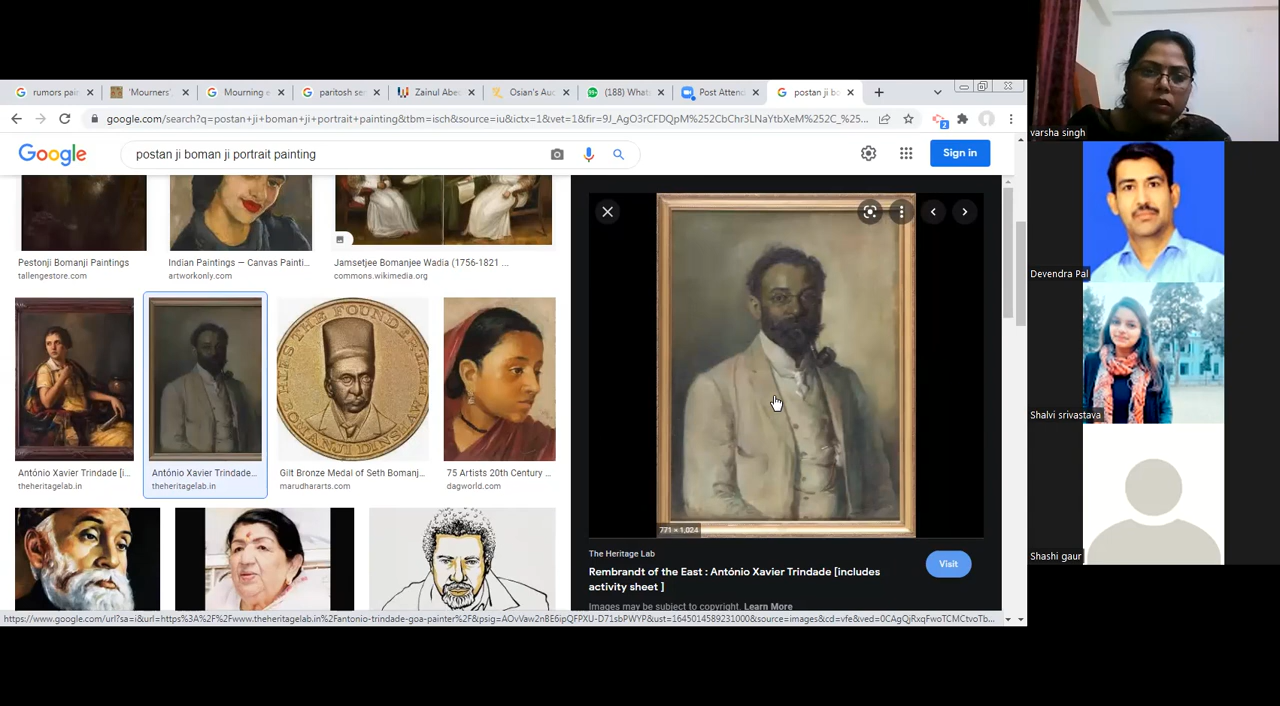 rumors pai
'Mourners'
Mourning e
paritosh se
Zainul Abe
Osian's Auc
(188) What
Post Attend
postan ji bo
google.com/search?q=postan+ji+boman+ji+portrait+painting&tbm=isch&source=iu&ictx=1&vet=1&fir=9J_AgO3rCFDQpM%252CbChr3LNaYtbXeM%252C_%25...
2
Google
postan ji boman ji portrait painting
Sign in
Pestonji Bomanji Paintings
tallengestore.com
Indian Paintings — Canvas Painti...
artworkonly.com
Jamsetjee Bomanjee Wadia (1756-1821 ...
commons.wikimedia.org
António Xavier Trindade [i...
theheritagelab.in
António Xavier Trindade...
theheritagelab.in
Gilt Bronze Medal of Seth Bomanj...
marudhararts.com
75 Artists 20th Century ...
dagworld.com
771 × 1,024
The Heritage Lab
Rembrandt of the East : António Xavier Trindade [includes
activity sheet ]
Visit
Images may be subject to copyright. Learn More
varsha singh
Devendra Pal
Shalvi srivastava
Shashi gaur